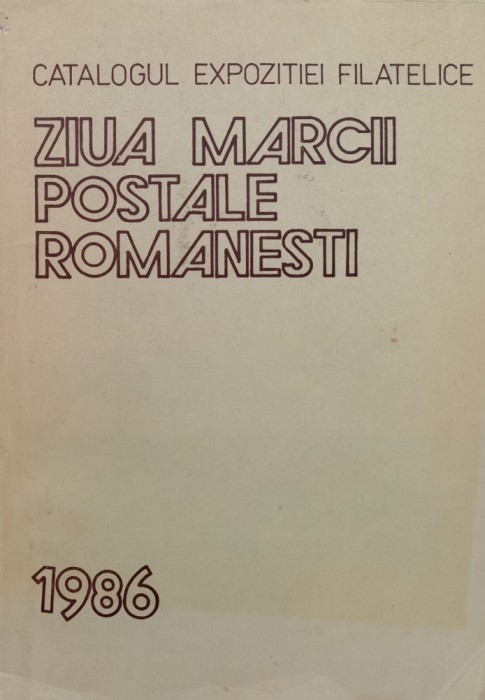 CATALOGUL EXPOZITIEI FILATELICE
ZIUA MARCII
POSTALE
ROMANESTI
1986